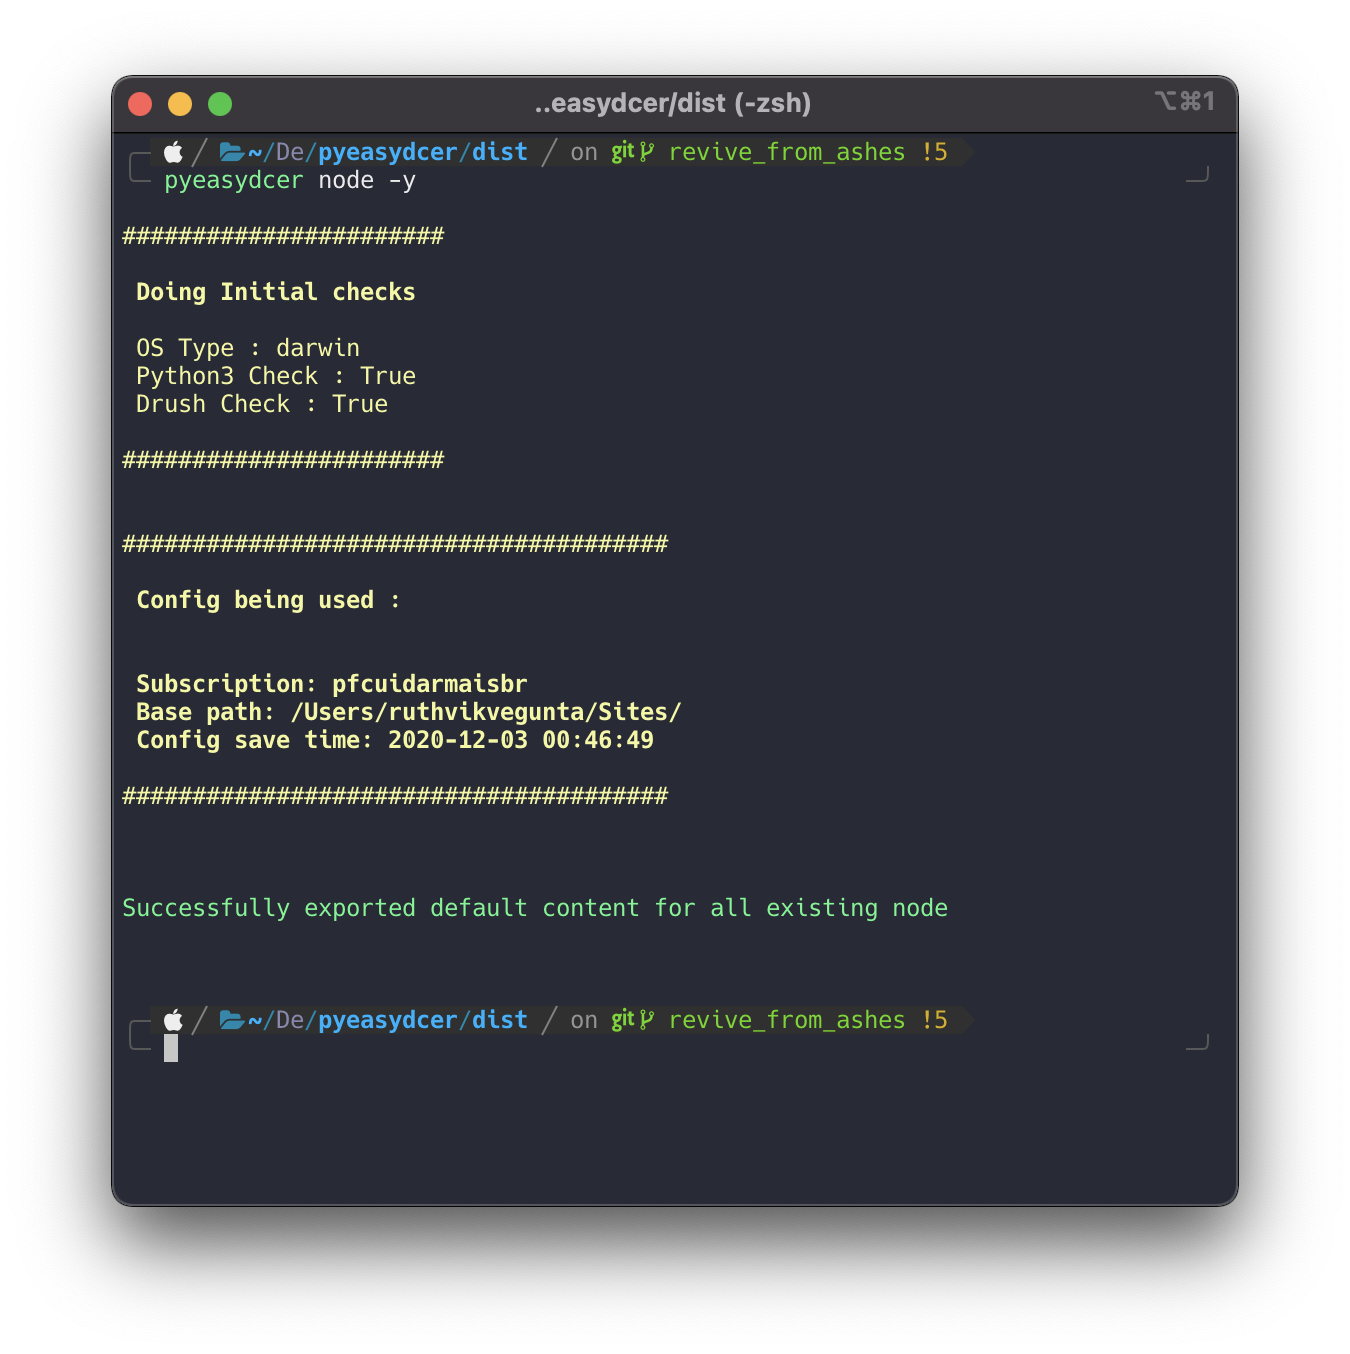 ..easydcer/dist (-zsh)
⌥⌘1
~/De/pyeasydcer/dist / on git revive_from_ashes !5
pyeasydcer node -y
#######################
Doing Initial checks
OS Type : darwin
Python3 Check : True
Drush Check : True
#######################
#######################################
Config being used :
Subscription: pfcuidarmaisbr
Base path: /Users/ruthvikvegunta/Sites/
Config save time: 2020-12-03 00:46:49
#######################################
Successfully exported default content for all existing node
~/De/pyeasydcer/dist / on git revive_from_ashes !5